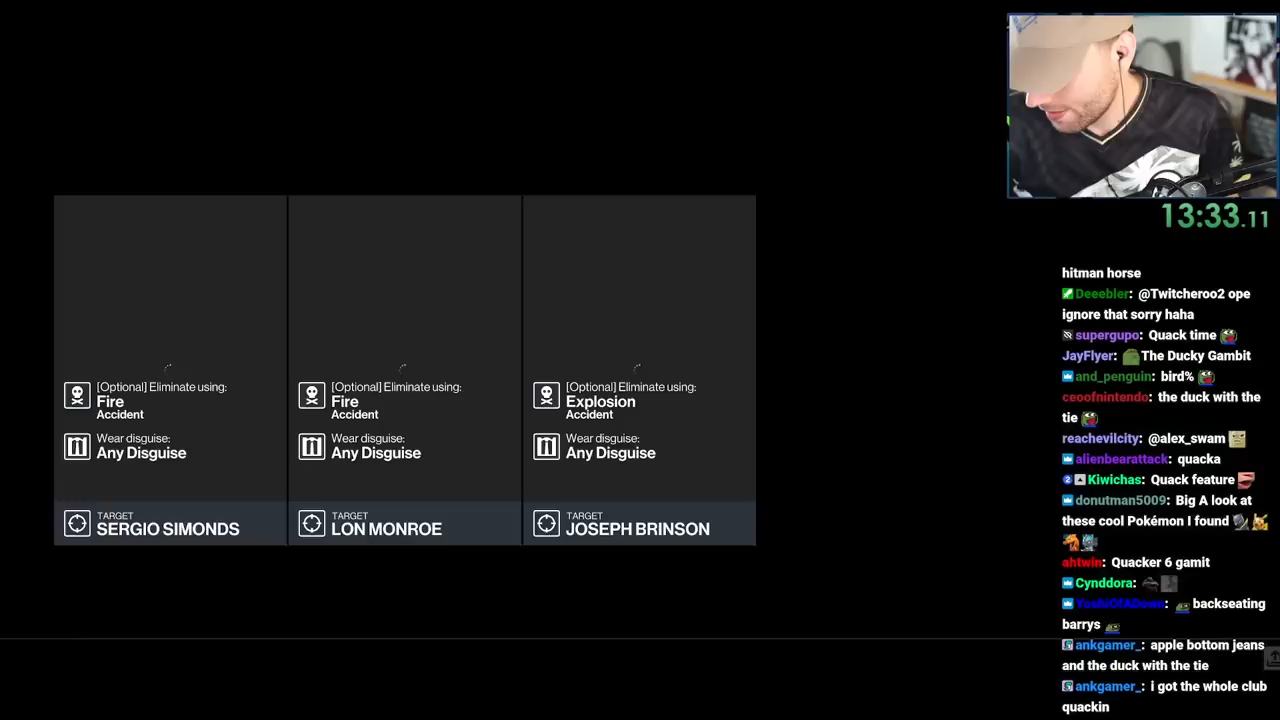 [Optional] Eliminate using:
Fire
Accident
Wear disguise:
Any Disguise
TARGET
SERGIO SIMONDS
[Optional] Eliminate using:
Fire
Accident
Wear disguise:
Any Disguise
TARGET
LON MONROE
[Optional] Eliminate using:
Explosion
Accident
Wear disguise:
Any Disguise
TARGET
JOSEPH BRINSON
13:33.11
hitman horse
Deeebler: @Twitcheroo2 ope
ignore that sorry haha
supergupo: Quack time
JayFlyer: The Ducky Gambit
and_penguin: bird%
ceoofnintendo: the duck with the
tie
reachevilcity: @alex_swam
alienbearattack: quacka
Kiwichas: Quack feature
donutman5009: Big A look at
these cool Pokémon I found
ahtwin: Quacker 6 gamit
Cynddora:
YoshiOfADown: backseating
barrys
ankgamer_: apple bottom jeans
and the duck with the tie
ankgamer_: i got the whole club
quackin